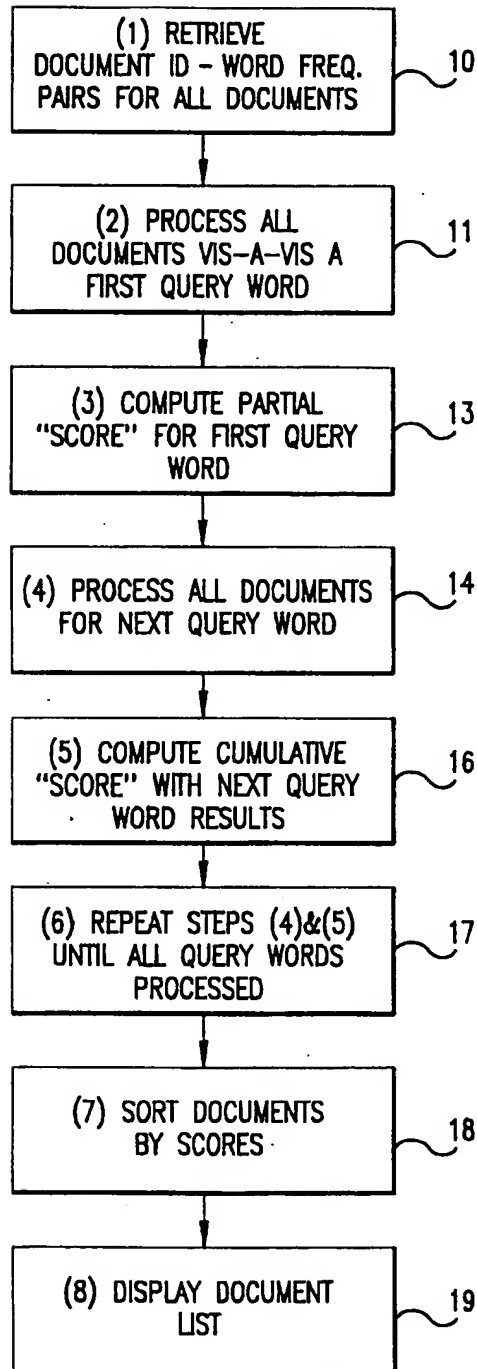 (1) RETRIEVE
DOCUMENT ID - WORD FREQ.
PAIRS FOR ALL DOCUMENTS
10
(2) PROCESS ALL
DOCUMENTS VIS-A-VIS A
FIRST QUERY WORD
11
(3) COMPUTE PARTIAL
"SCORE" FOR FIRST QUERY
WORD
13
(4) PROCESS ALL DOCUMENTS
FOR NEXT QUERY WORD
14
(5) COMPUTE CUMULATIVE
"SCORE" WITH NEXT QUERY
WORD RESULTS
16
(6) REPEAT STEPS (4)&(5)
UNTIL ALL QUERY WORDS
PROCESSED
17
(7) SORT DOCUMENTS
BY SCORES
18
(8) DISPLAY DOCUMENT
LIST
19